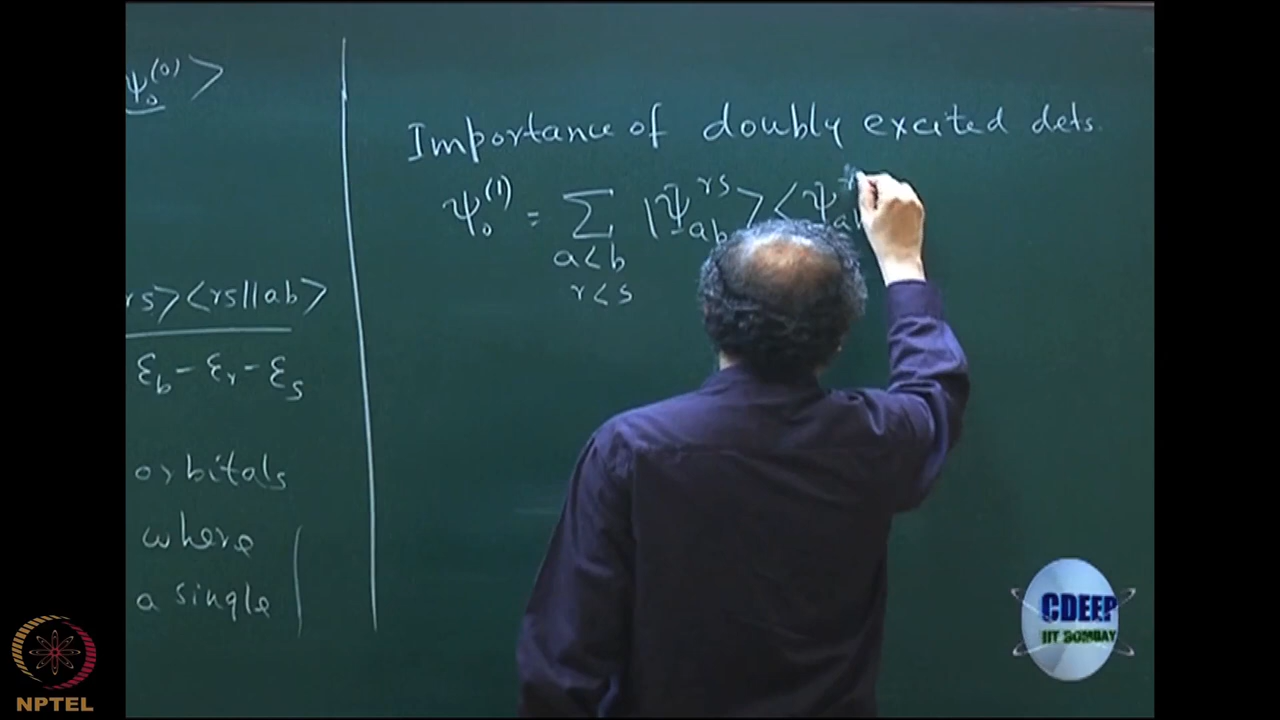 ψ₀⁽⁰⁾ >
rs><rs||ab>
ε_b - ε_r - ε_s
orbitals
where
a single
Importance of doubly excited dets.
ψ₀⁽¹⁾ = Σ |ψ_ab^rs > < ψ_ab^r
a<b
r<s
CDEEP
IIT BOMBAY
NPTEL